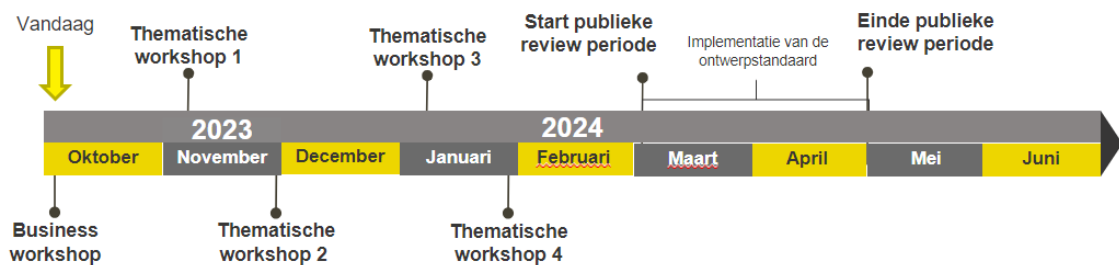 Vandaag
Thematische
workshop 1
Thematische
workshop 3
Start publieke
review periode
Implementatie van de
ontwerpstandaard
Einde publieke
review periode
2023
2024
Oktober
November
December
Januari
Februari
Maart
April
Mei
Juni
Business
workshop
Thematische
workshop 2
Thematische
workshop 4